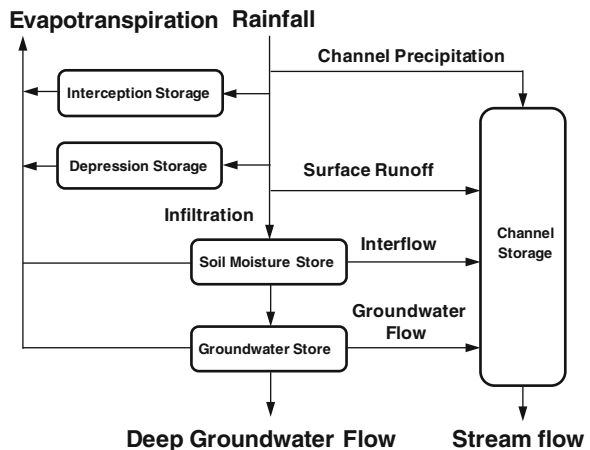 Evapotranspiration
Rainfall
Channel Precipitation
Interception Storage
Depression Storage
Surface Runoff
Infiltration
Channel
Storage
Interflow
Soil Moisture Store
Groundwater
Flow
Groundwater Store
Deep Groundwater Flow
Stream flow